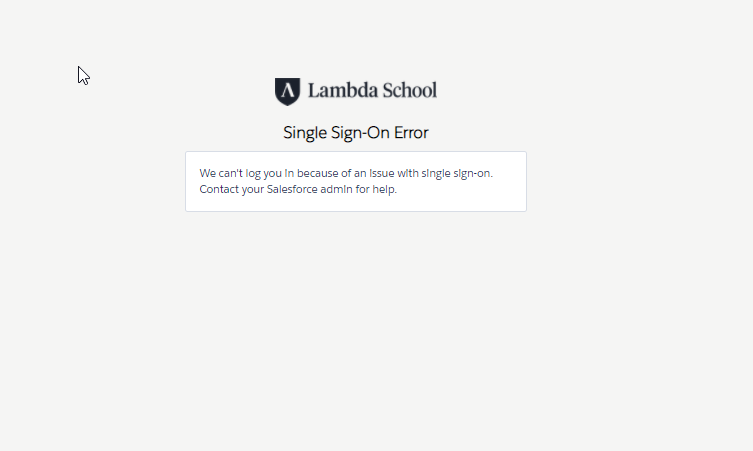 Lambda School
Single Sign-On Error
We can't log you in because of an issue with single sign-on.
Contact your Salesforce admin for help.